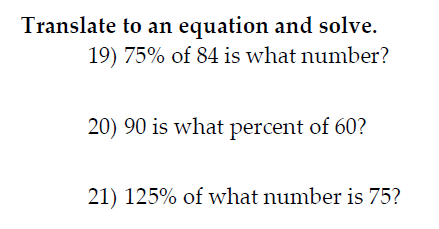 Translate to an equation and solve.
19) 75% of 84 is what number?
20) 90 is what percent of 60?
21) 125% of what number is 75?